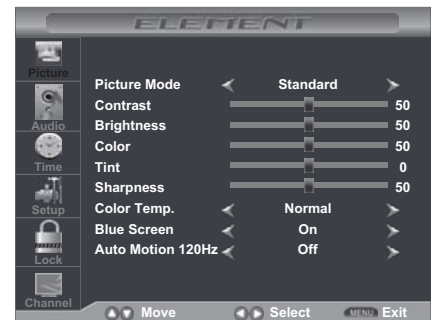 ELEMENT
Picture
Audio
Time
Setup
Lock
Channel
Picture Mode Standard
Contrast 50
Brightness 50
Color 50
Tint 0
Sharpness 50
Color Temp. Normal
Blue Screen On
Auto Motion 120Hz Off
Move Select MENU Exit